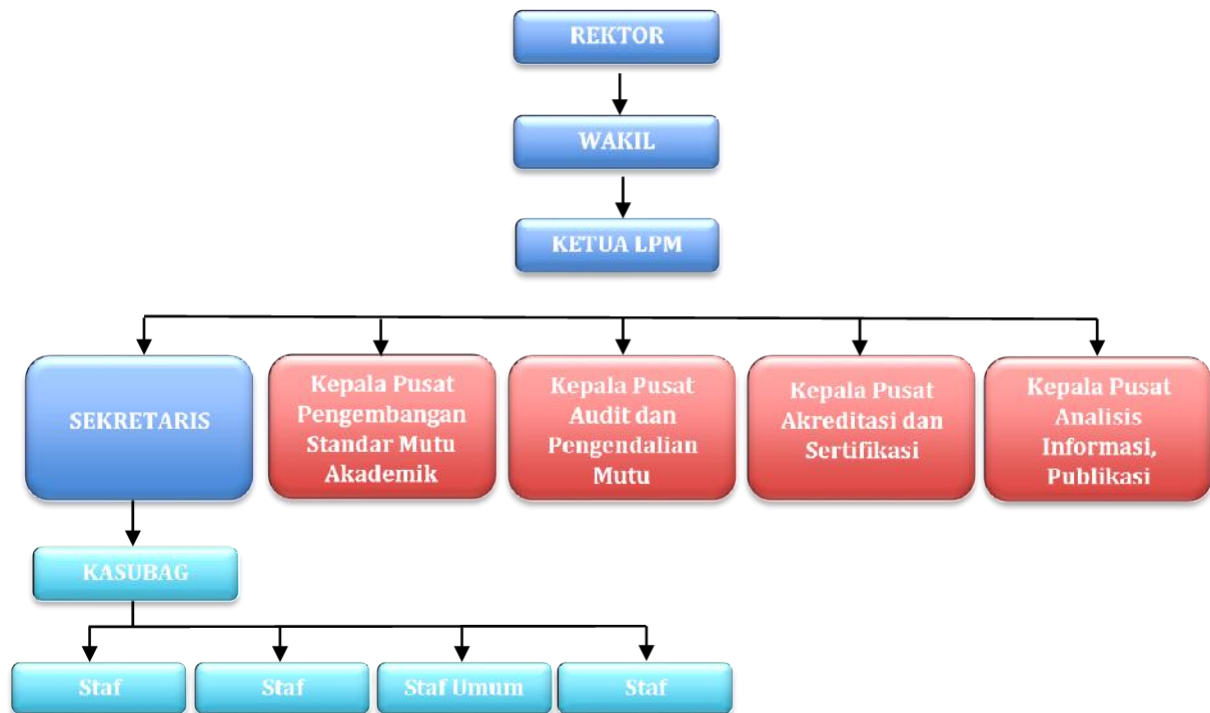 REKTOR
WAKIL
KETUA LPM
SEKRETARIS
Kepala Pusat
Pengembangan
Standar Mutu
Akademik
Kepala Pusat
Audit dan
Pengendalian
Mutu
Kepala Pusat
Akreditasi dan
Sertifikasi
Kepala Pusat
Analisis
Informasi,
Publikasi
KASUBAG
Staf
Staf
Staf Umum
Staf